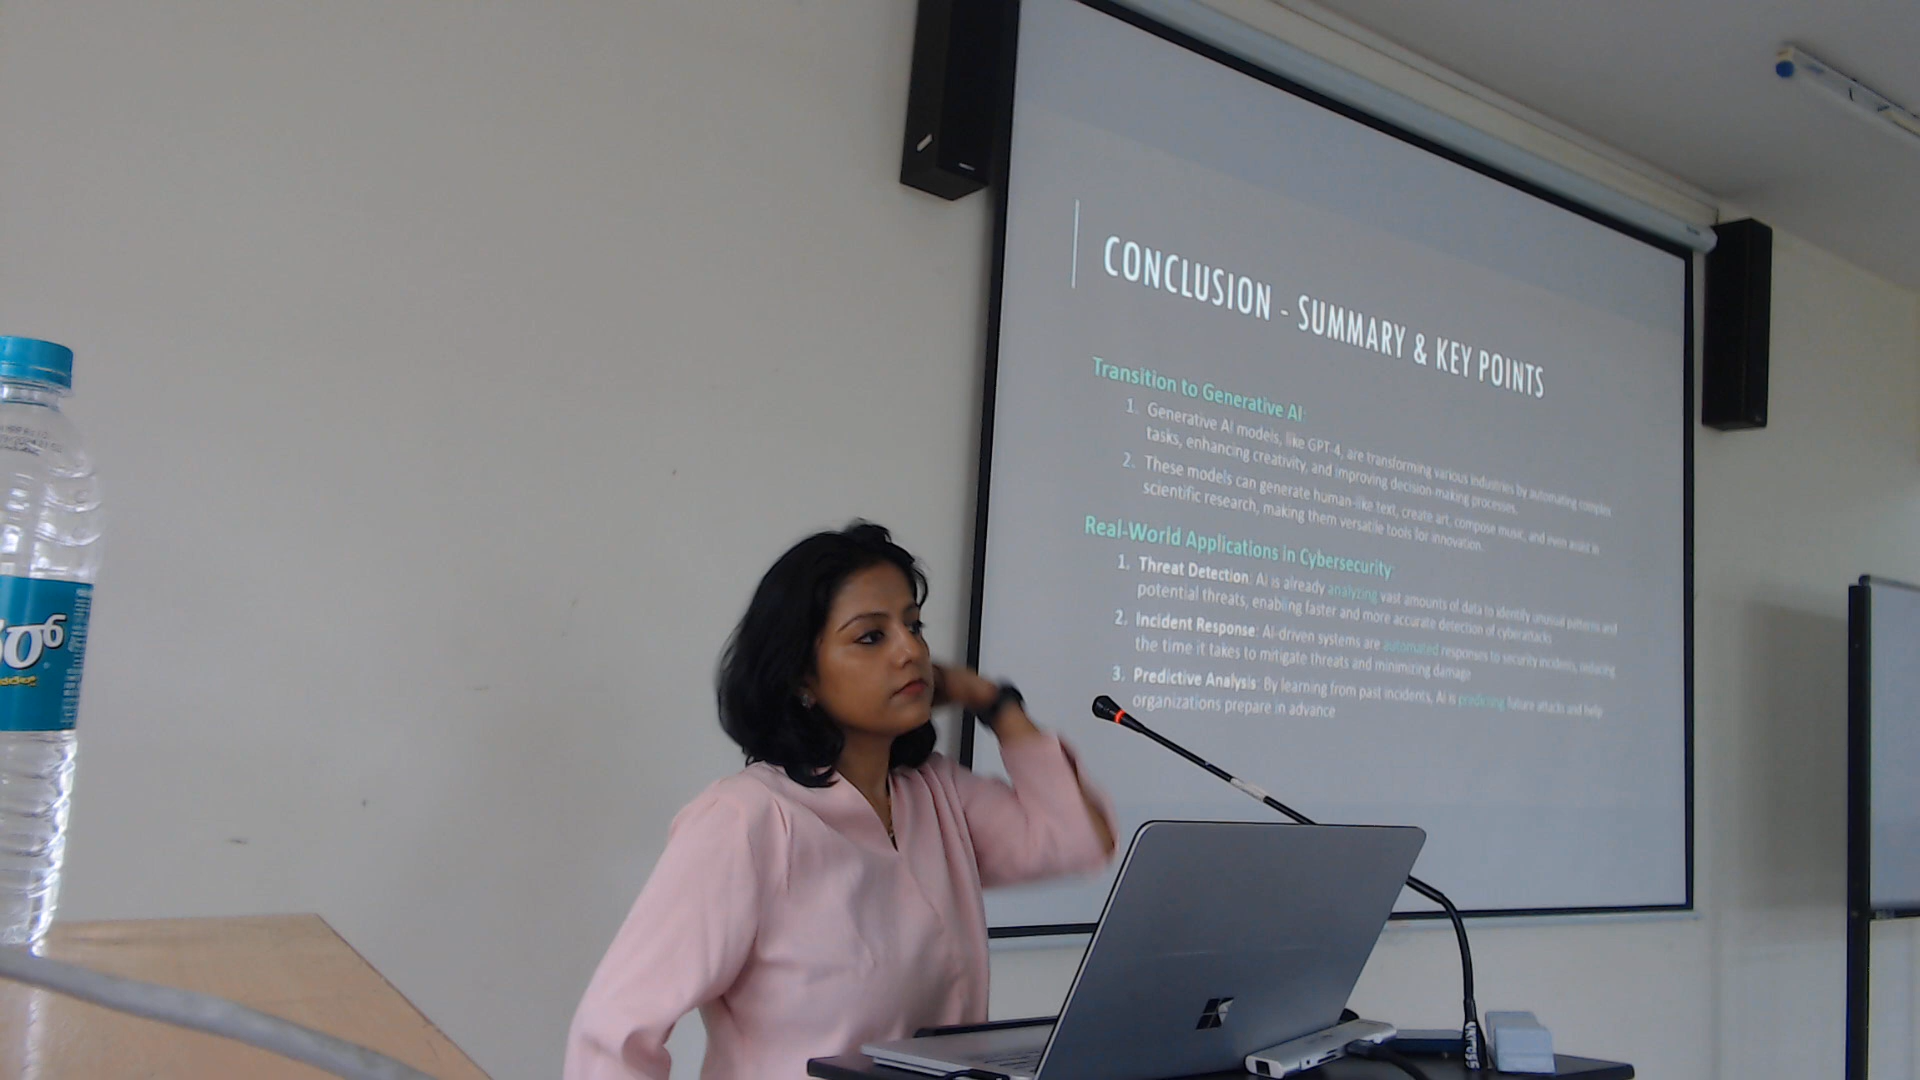 CONCLUSION - SUMMARY & KEY POINTS
Transition to Generative AI:
1. Generative AI models, like GPT-4, are transforming various industries by automating complex
tasks, enhancing creativity, and improving decision-making processes.
2. These models can generate human-like text, create art, compose music, and even assist in
scientific research, making them versatile tools for innovation.
Real-World Applications in Cybersecurity:
1. Threat Detection: AI is already analyzing vast amounts of data to identify unusual patterns and
potential threats, enabling faster and more accurate detection of cyberattacks
2. Incident Response: AI-driven systems are automated responses to security incidents, reducing
the time it takes to mitigate threats and minimizing damage
3. Predictive Analysis: By learning from past incidents, AI is predicting future attacks and help
organizations prepare in advance